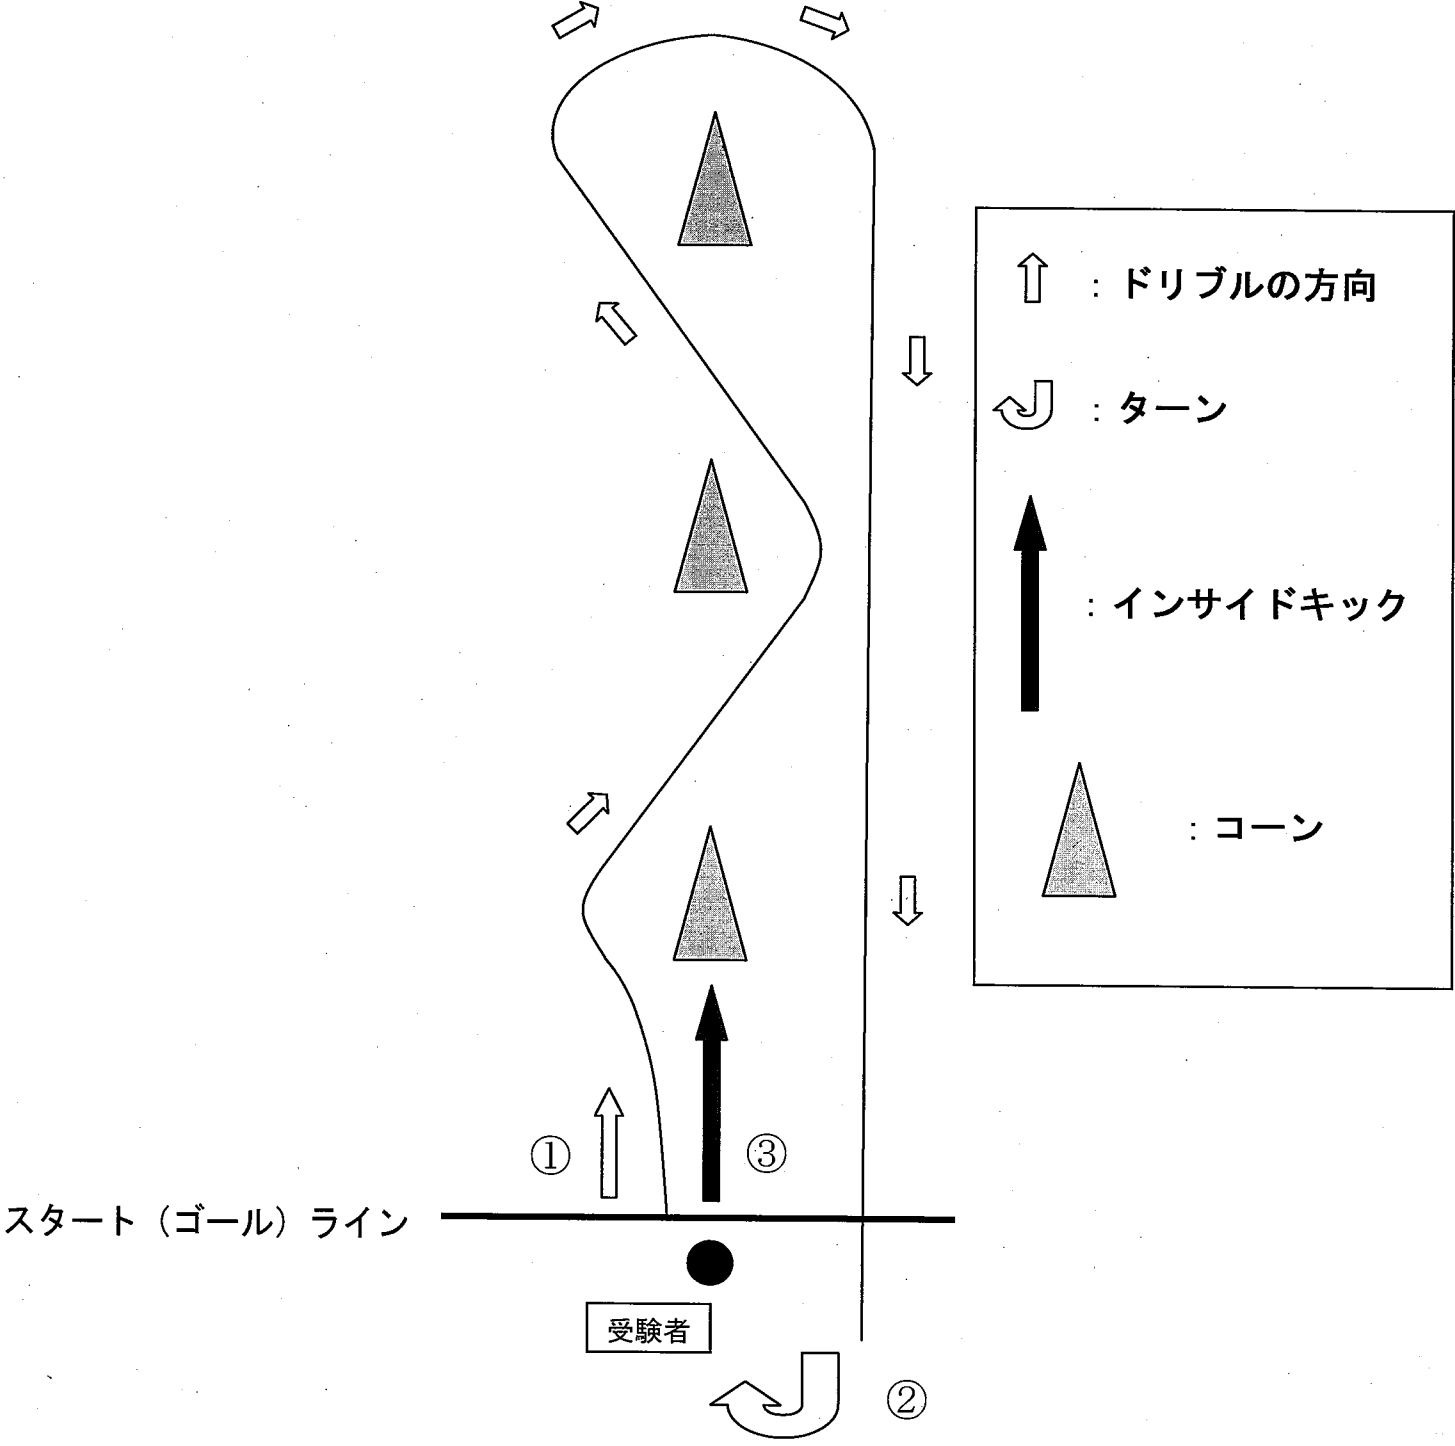 ：ドリブルの方向
：ターン
：インサイドキック
：コーン
① ③
スタート（ゴール）ライン
受験者
②